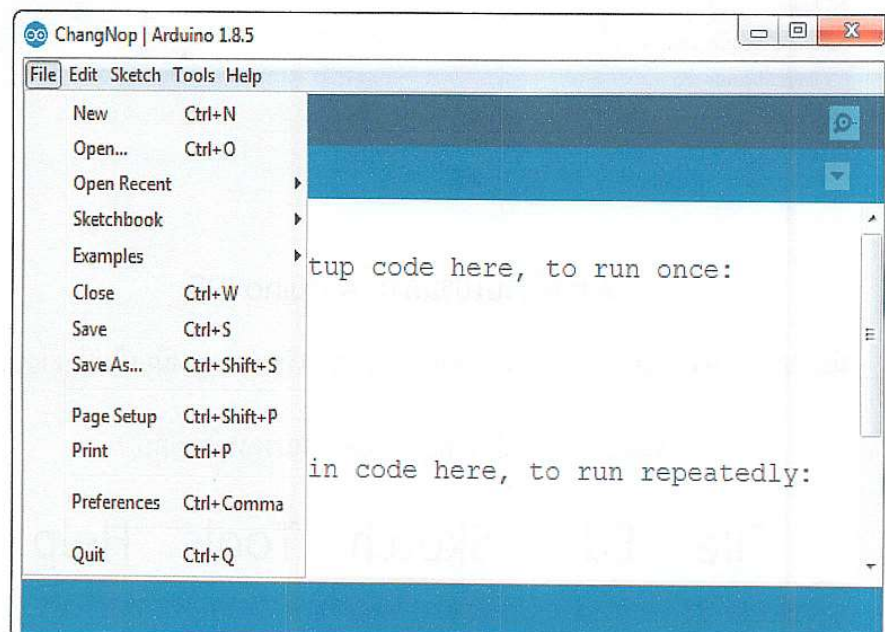 ChangNop | Arduino 1.8.5
File Edit Sketch Tools Help
New Ctrl+N
Open... Ctrl+O
Open Recent
Sketchbook
Examples
tup code here, to run once:
Close Ctrl+W
Save Ctrl+S
Save As... Ctrl+Shift+S
Page Setup Ctrl+Shift+P
Print Ctrl+P
in code here, to run repeatedly:
Preferences Ctrl+Comma
Quit Ctrl+Q